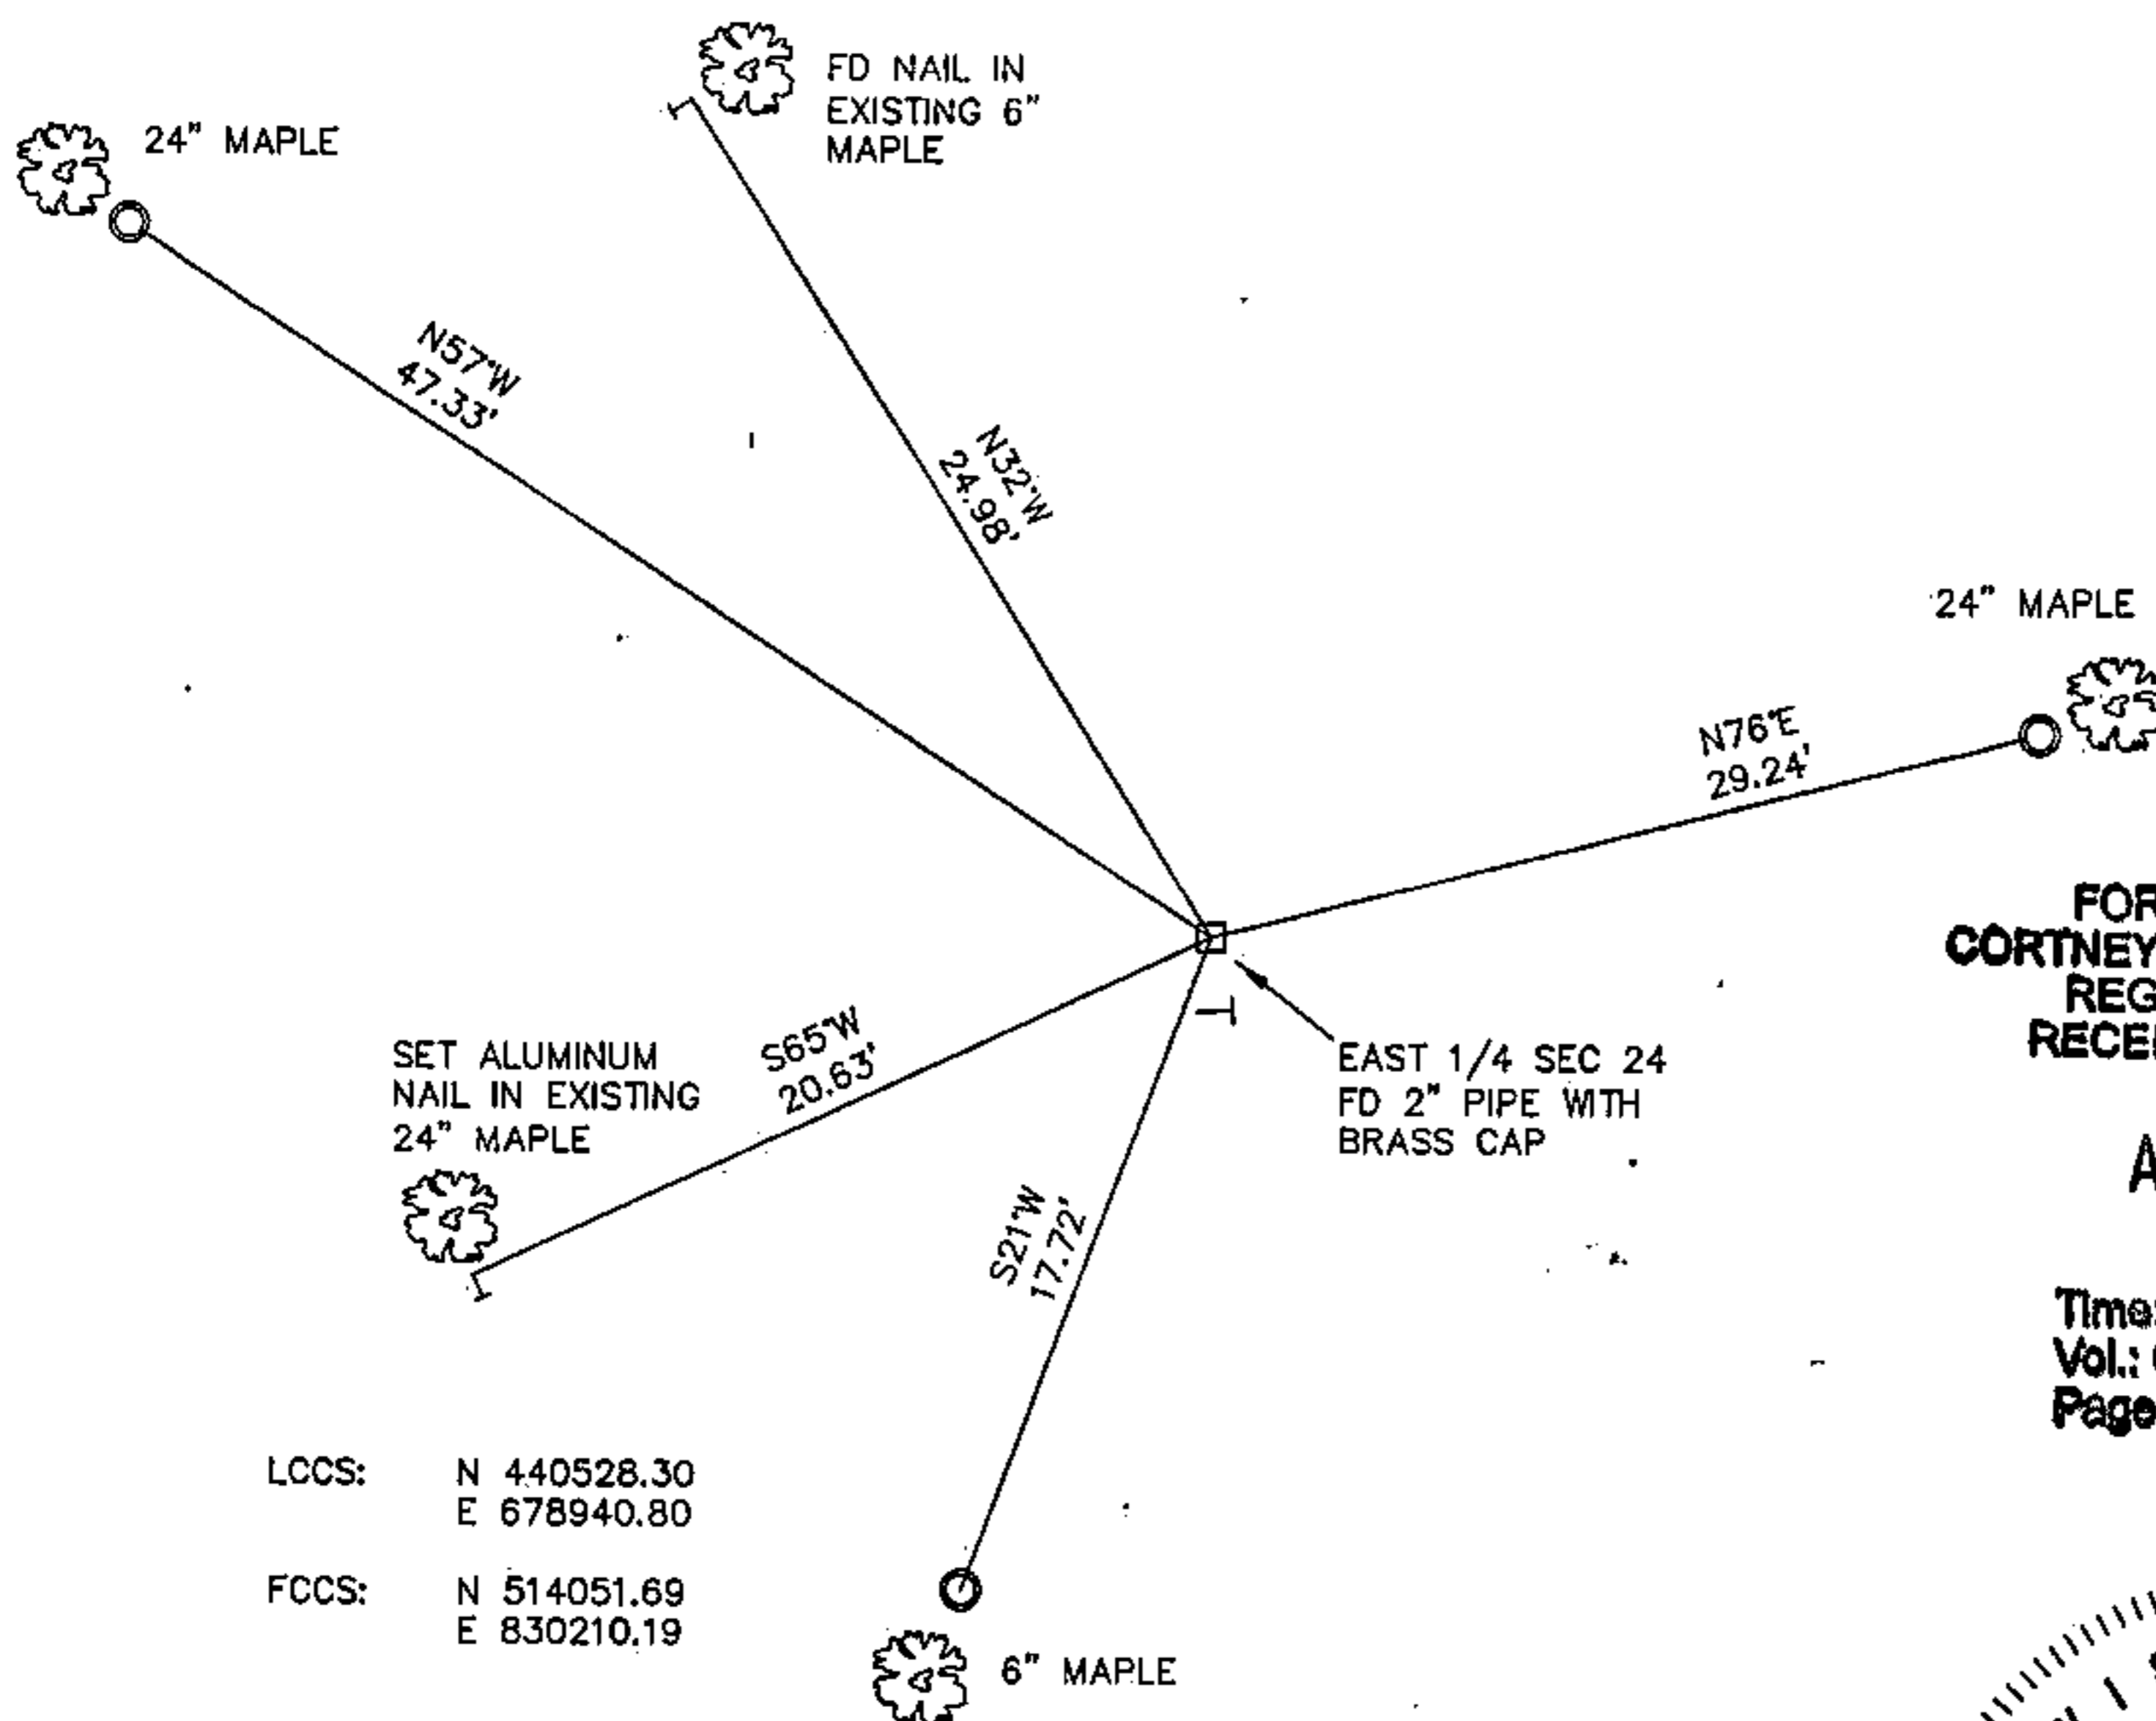 FD NAIL IN
EXISTING 6"
MAPLE
24" MAPLE
N57°W
47.33'
N32°W
24.98'
24" MAPLE
N76°E
29.24'
FOR
CORTNEY
REG
RECE
SET ALUMINUM
NAIL IN EXISTING
24" MAPLE
S65°W
20.63'
EAST 1/4 SEC 24
FD 2" PIPE WITH
BRASS CAP
S21°W
17.72'
A
Time:
Vol.:
Page
LCCS: N 440528.30
E 678940.80
FCCS: N 514051.69
E 830210.19
6" MAPLE